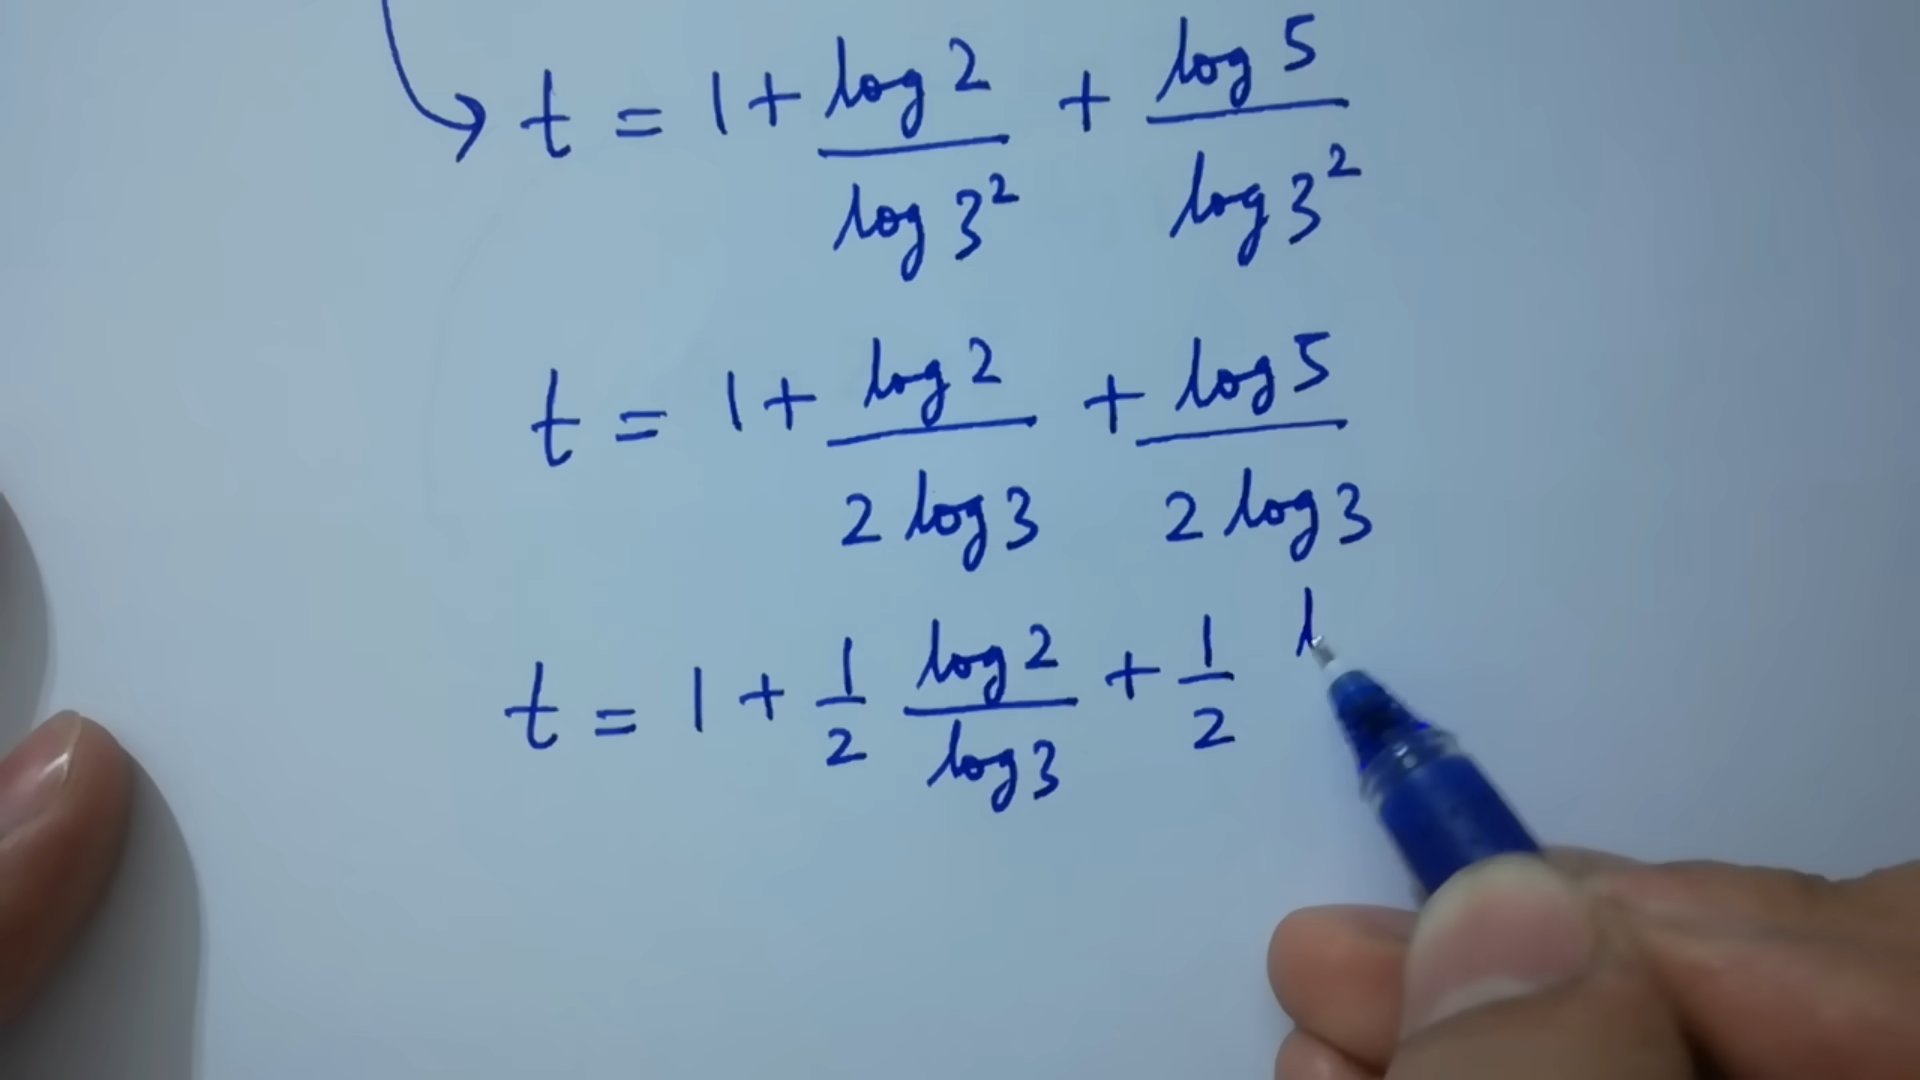 t = 1 + log 2 / log 3² + log 5 / log 3²
t = 1 + log 2 / 2 log 3 + log 5 / 2 log 3
t = 1 + 1/2 log 2 / log 3 + 1/2 l